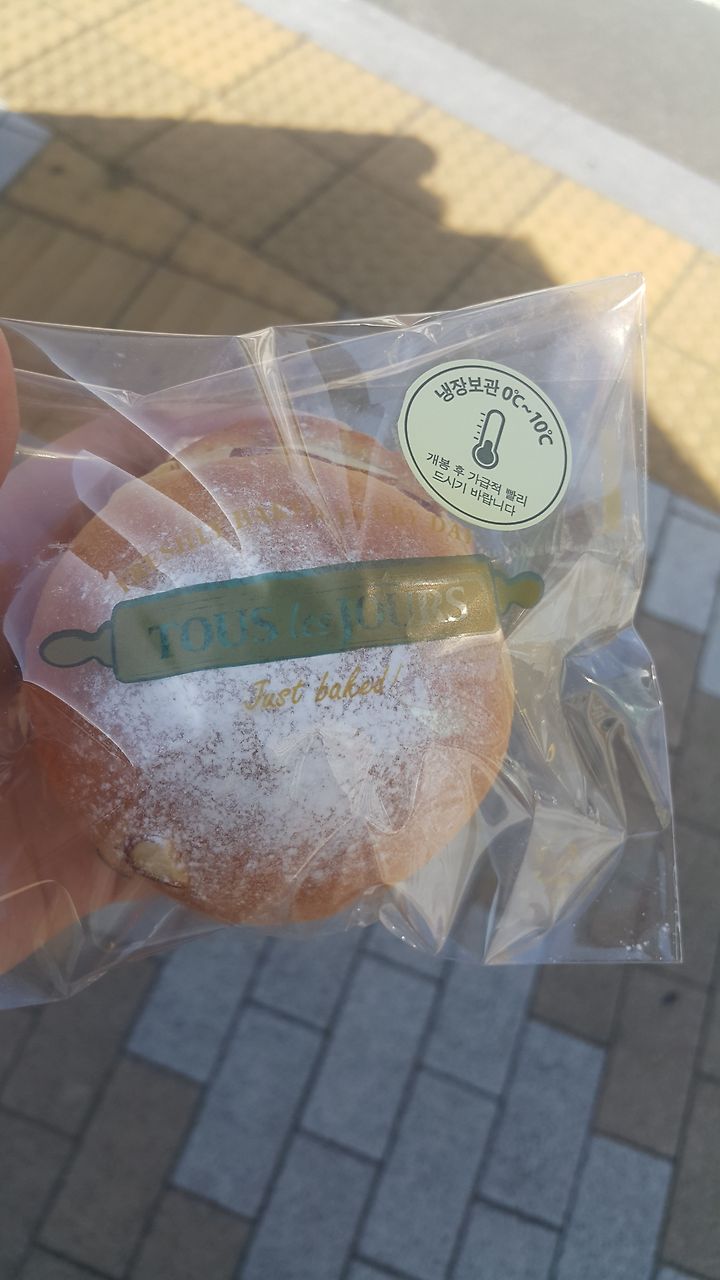 냉장보관 0℃~10℃
개봉 후 가급적 빨리
드시기 바랍니다
TOUS les JOURS
Just baked!